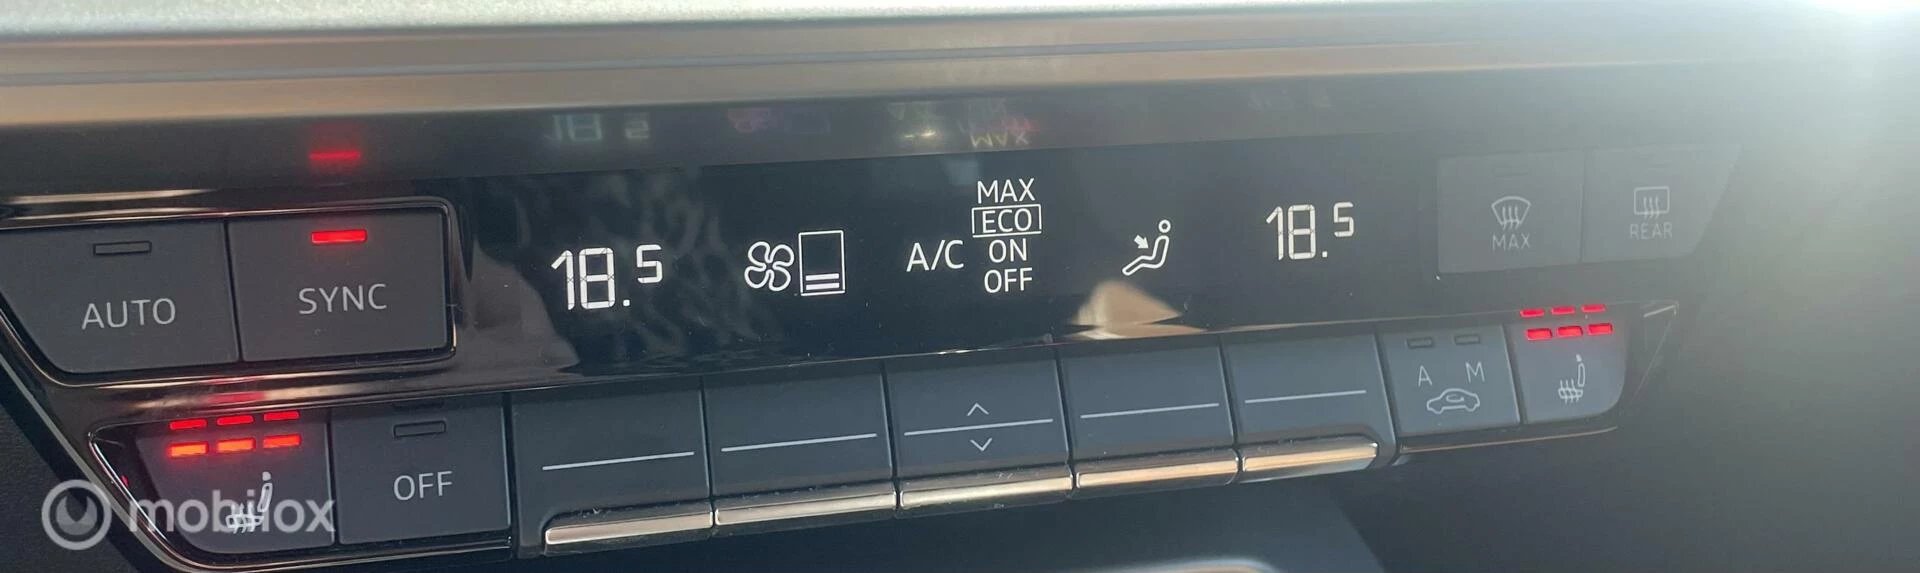 AUTO
SYNC
18.5
A/C
MAX
ECO
ON
OFF
18.5
MAX
REAR
OFF
A M
mobilox